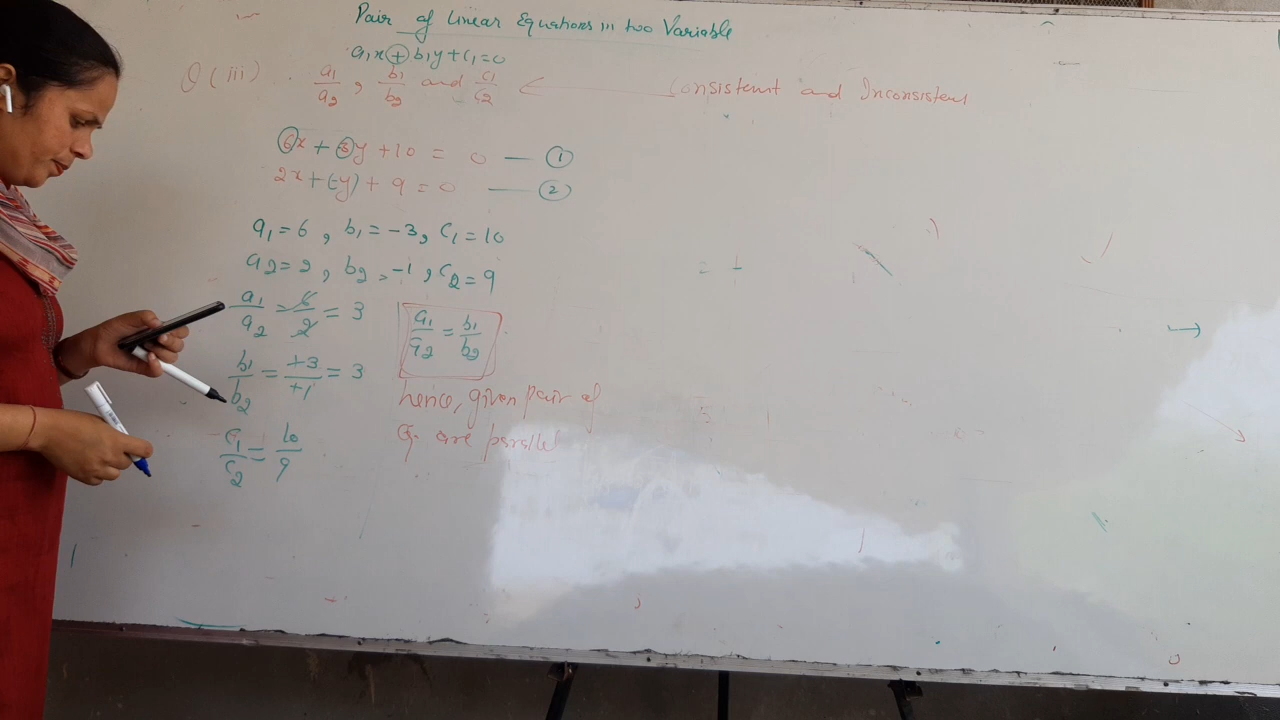 Pair of Linear Equations in two Variable
a₁x + b₁y + c₁ = 0
Q (iii) . a₁/a₂ , b₁/b₂ and c₁/c₂ ← Consistent and Inconsistent
6x + 3y + 10 = 0 — ①
2x + (-y) + 9 = 0 — ②
a₁ = 6 , b₁ = -3 , c₁ = 10
a₂ = 2 , b₂ = -1 , c₂ = 9
a₁/a₂ = 6/2 = 3
a₁/a₂ = b₁/b₂
b₁/b₂ = +3/+1 = 3
hence, given pair of
are parallel
c₁/c₂ = 10/9